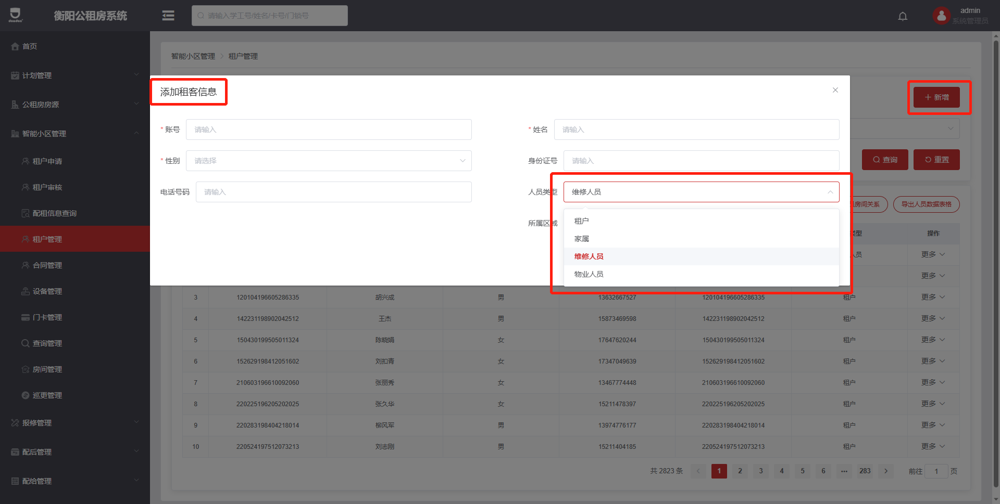 衡阳公租房系统
请输入学工号/姓名/卡号/门锁号
admin
系统管理员
首页
计划管理
公租房房源
智能小区管理
租户申请
租户审核
配租信息查询
租户管理
合同管理
设备管理
门卡管理
查询管理
房间管理
巡更管理
报修管理
配后管理
配给管理
智能小区管理 > 租户管理
添加租客信息
+ 新增
* 账号 请输入
* 姓名 请输入
* 性别 请选择
身份证号 请输入
电话号码 请输入
人员类型 维修人员
所属区域
租户
家属
维修人员
物业人员
查询
重置
房间关系
导出人员数据表格
类型 操作
人员 更多
更多
3 120104196605286335 胡兴成 男 13632667527 120104196605286335 租户 更多
4 142231198902042512 王杰 男 15873469598 142231198902042512 租户 更多
5 150430199505011324 陈晓娟 女 17647620244 150430199505011324 租户 更多
6 152629198412051602 刘扣青 女 17347049639 152629198412051602 租户 更多
7 210603196610092060 张丽秀 女 13467774448 210603196610092060 租户 更多
8 220225196205202025 张久华 女 15211478397 220225196205202025 租户 更多
9 220283198404218014 柳风军 男 13974776177 220283198404218014 租户 更多
10 220524197512073213 刘志刚 男 15211404185 220524197512073213 租户 更多
共 2823 条 < 1 2 3 4 5 6 ••• 283 > 前往 1 页